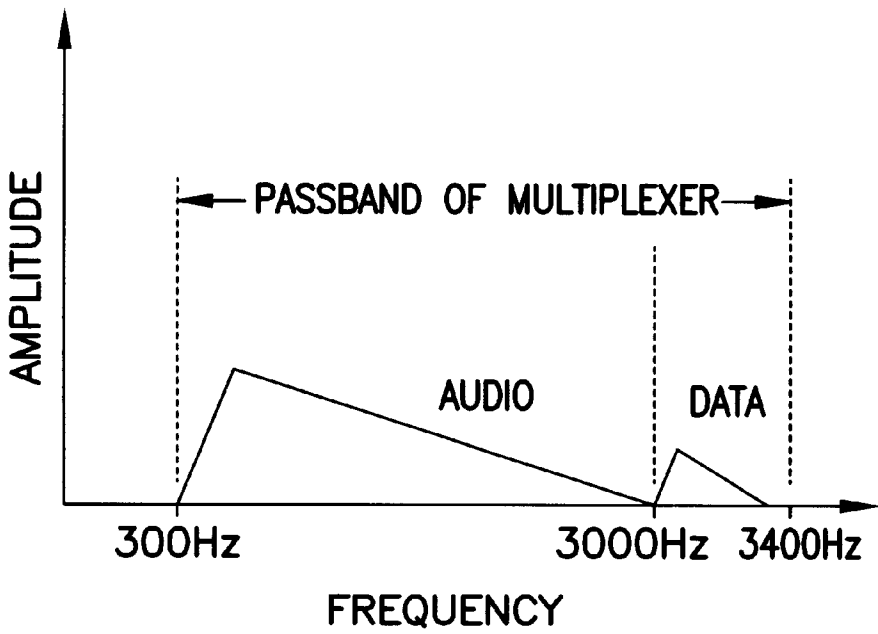 AMPLITUDE
PASSBAND OF MULTIPLEXER
AUDIO
DATA
300Hz
3000Hz
3400Hz
FREQUENCY